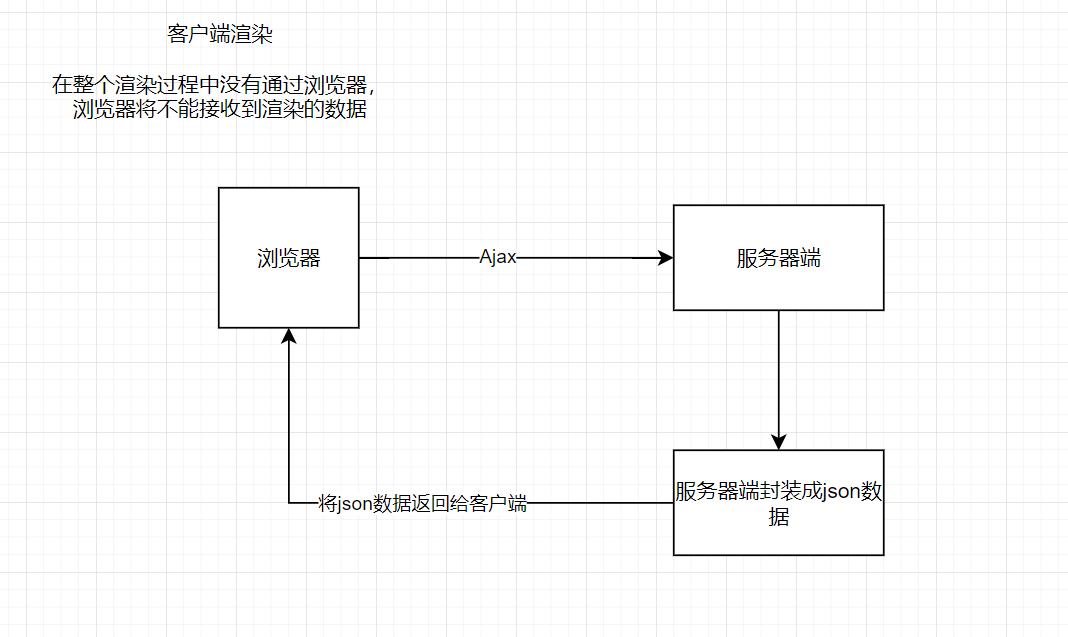 客户端渲染
在整个渲染过程中没有通过浏览器，
浏览器将不能接收到渲染的数据
浏览器
Ajax
服务器端
将json数据返回给客户端
服务器端封装成json数
据